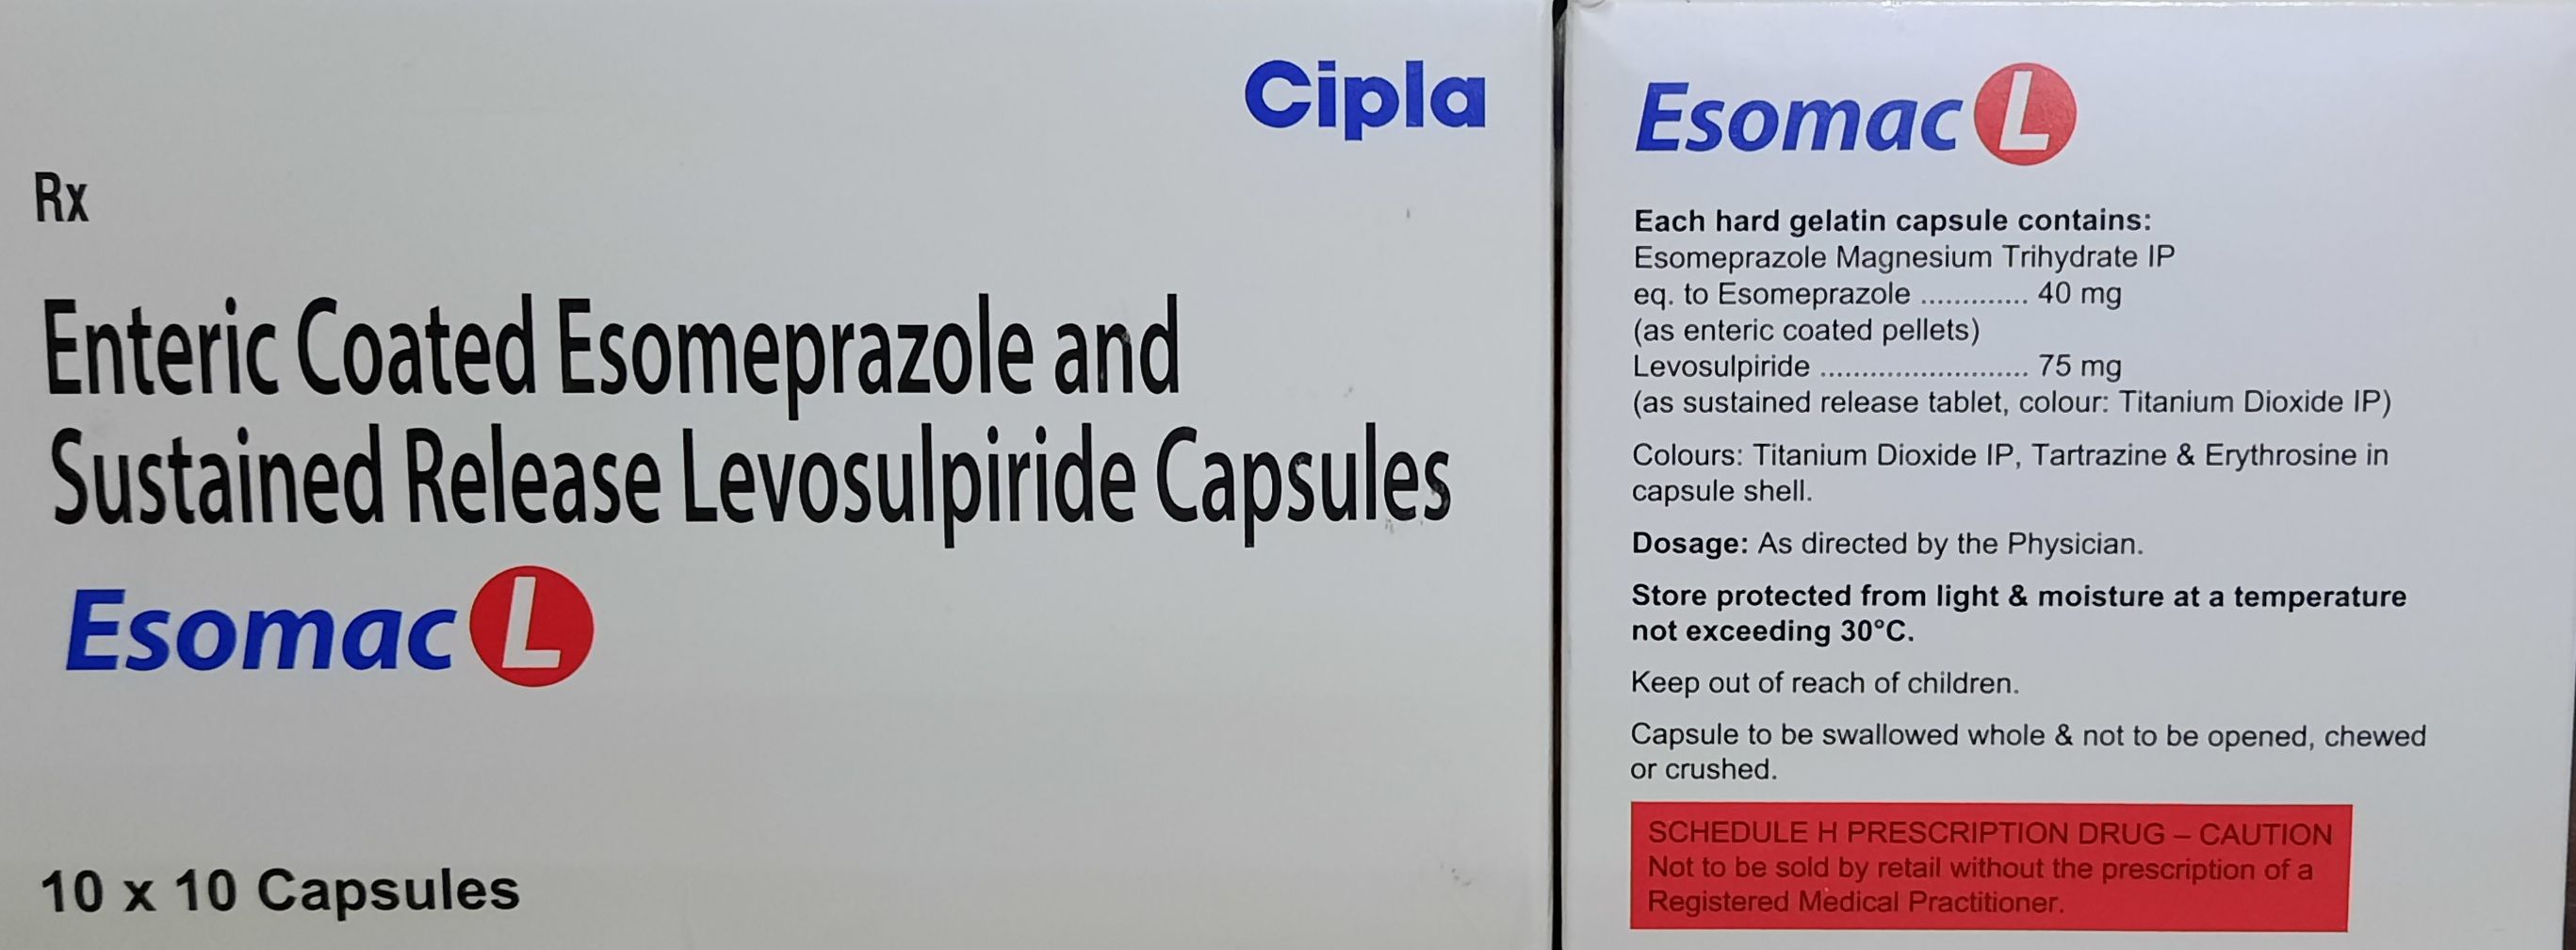 Cipla
Rx
Enteric Coated Esomeprazole and
Sustained Release Levosulpiride Capsules
Esomac L
10 x 10 Capsules
Esomac L
Each hard gelatin capsule contains:
Esomeprazole Magnesium Trihydrate IP
eq. to Esomeprazole ............. 40 mg
(as enteric coated pellets)
Levosulpiride ......................... 75 mg
(as sustained release tablet, colour: Titanium Dioxide IP)
Colours: Titanium Dioxide IP, Tartrazine & Erythrosine in
capsule shell.
Dosage: As directed by the Physician.
Store protected from light & moisture at a temperature
not exceeding 30°C.
Keep out of reach of children.
Capsule to be swallowed whole & not to be opened, chewed
or crushed.
SCHEDULE H PRESCRIPTION DRUG – CAUTION
Not to be sold by retail without the prescription of a
Registered Medical Practitioner.